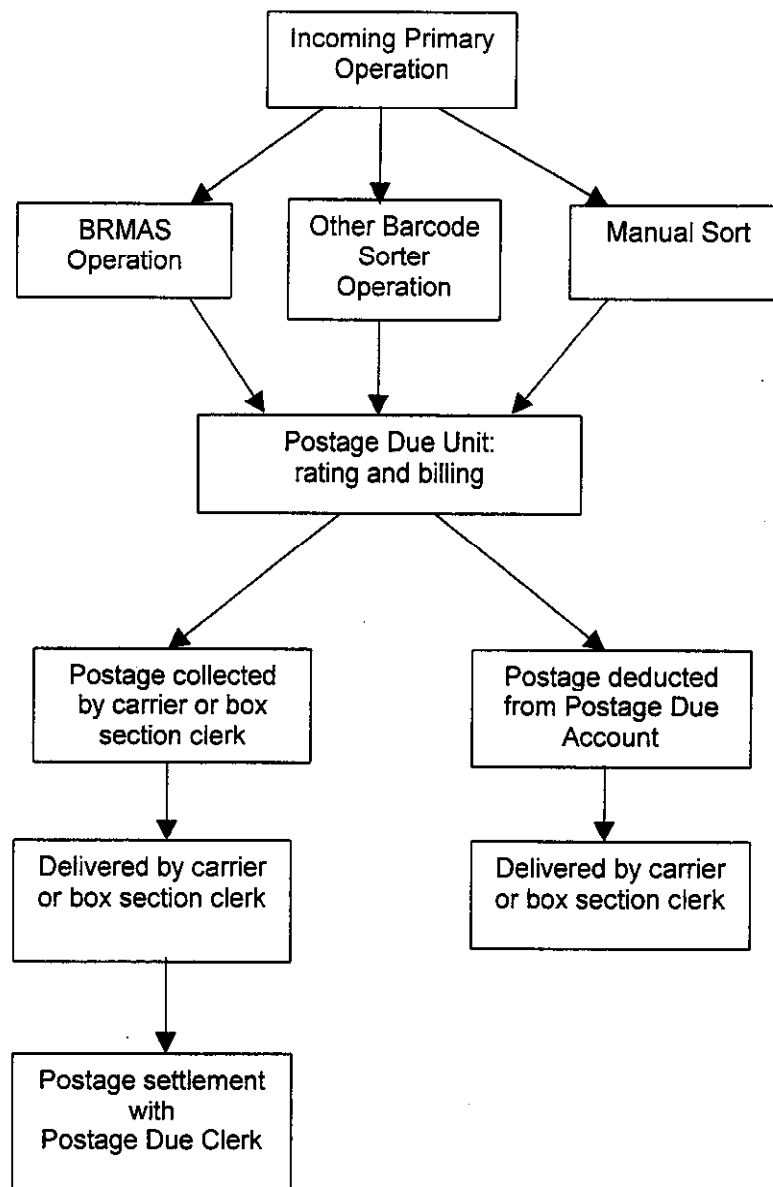 Incoming Primary
Operation
BRMAS
Operation
Other Barcode
Sorter
Operation
Manual Sort
Postage Due Unit:
rating and billing
Postage collected
by carrier or box
section clerk
Postage deducted
from Postage Due
Account
Delivered by carrier
or box section clerk
Delivered by carrier
or box section clerk
Postage settlement
with
Postage Due Clerk